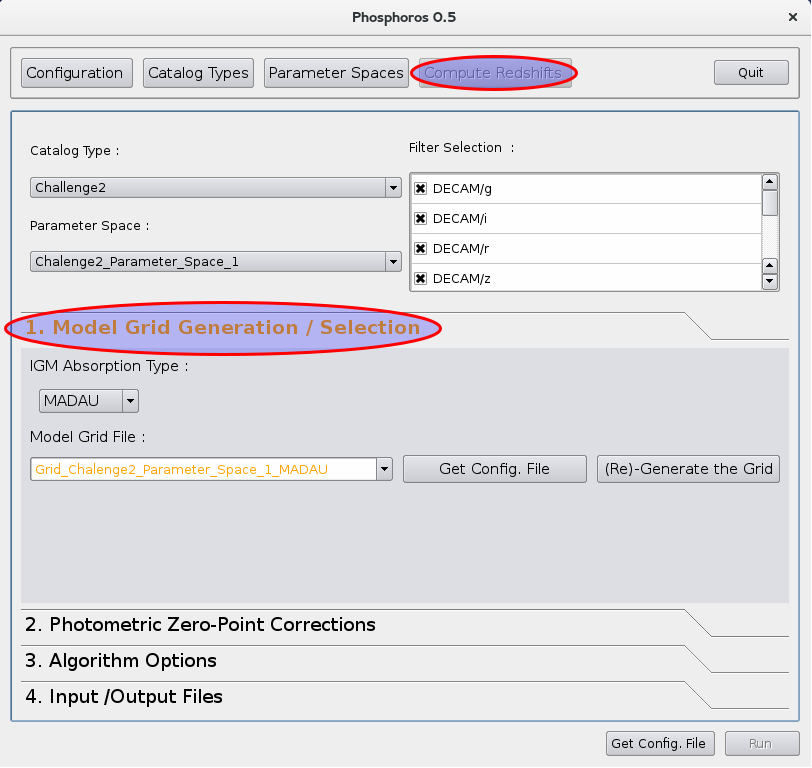 Phosphoros 0.5
Configuration
Catalog Types
Parameter Spaces
Compute Redshifts
Quit
Catalog Type :
Filter Selection :
Challenge2
DECAM/g
DECAM/i
DECAM/r
DECAM/z
Parameter Space :
Chalenge2_Parameter_Space_1
1. Model Grid Generation / Selection
IGM Absorption Type :
MADAU
Model Grid File :
Grid_Chalenge2_Parameter_Space_1_MADAU
Get Config. File
(Re)-Generate the Grid
2. Photometric Zero-Point Corrections
3. Algorithm Options
4. Input /Output Files
Get Config. File
Run